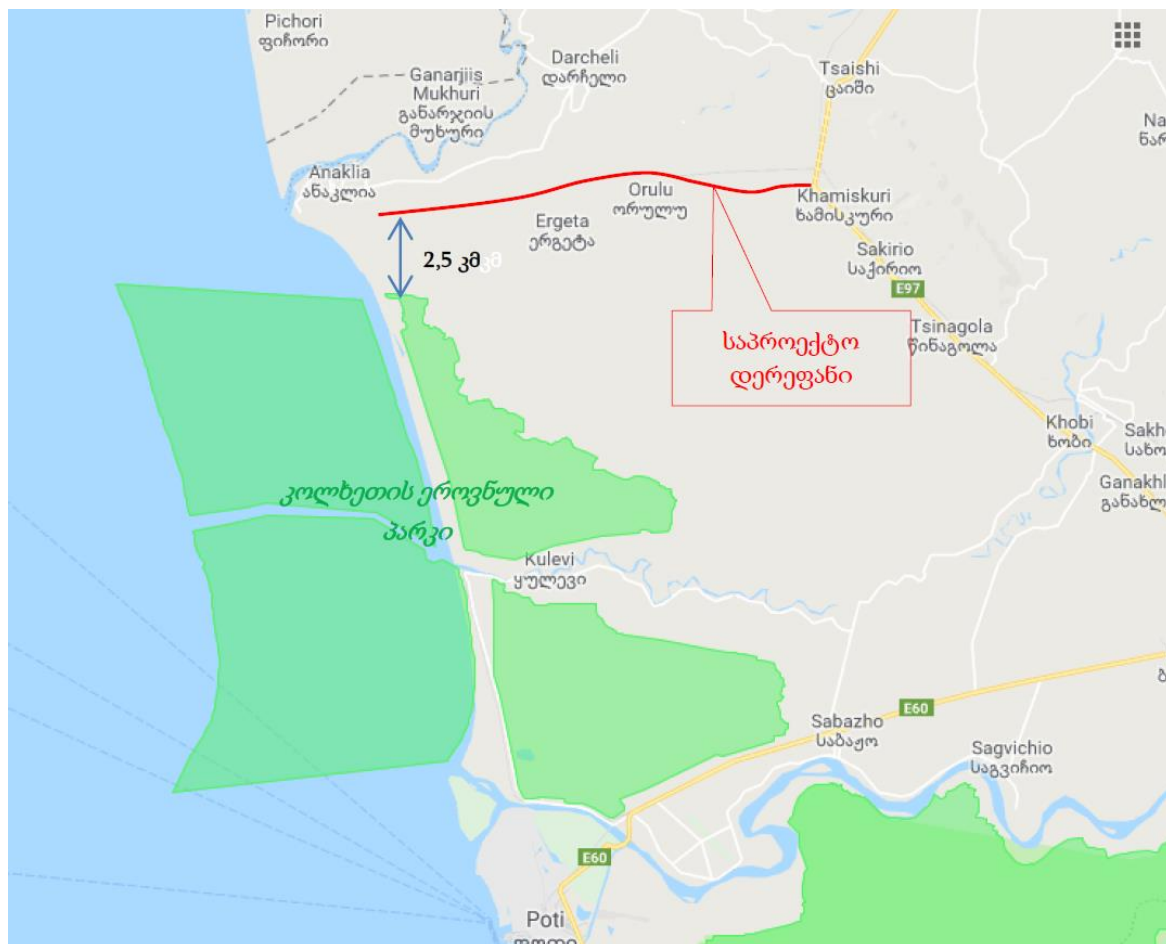 Pichori
ფიჩორი
Darcheli
დარჩელი
Tsaishi
ცაიში
Ganarjiis
Mukhuri
განარჯიის
მუხური
Anaklia
ანაკლია
Orulu
ორულუ
Khamiskuri
ხამისკური
Ergeta
ერგეტა
2,5 კმ
Sakirio
საქირიო
E97
Tsinagola
წინაგოლა
საპროექტო
დერეფანი
Khobi
ხობი
კოლხეთის ეროვნული
პარკი
Kulevi
ყულევი
E60
Sabazho
საბაჟო
Sagvichio
საგვიჩიო
E60
Poti